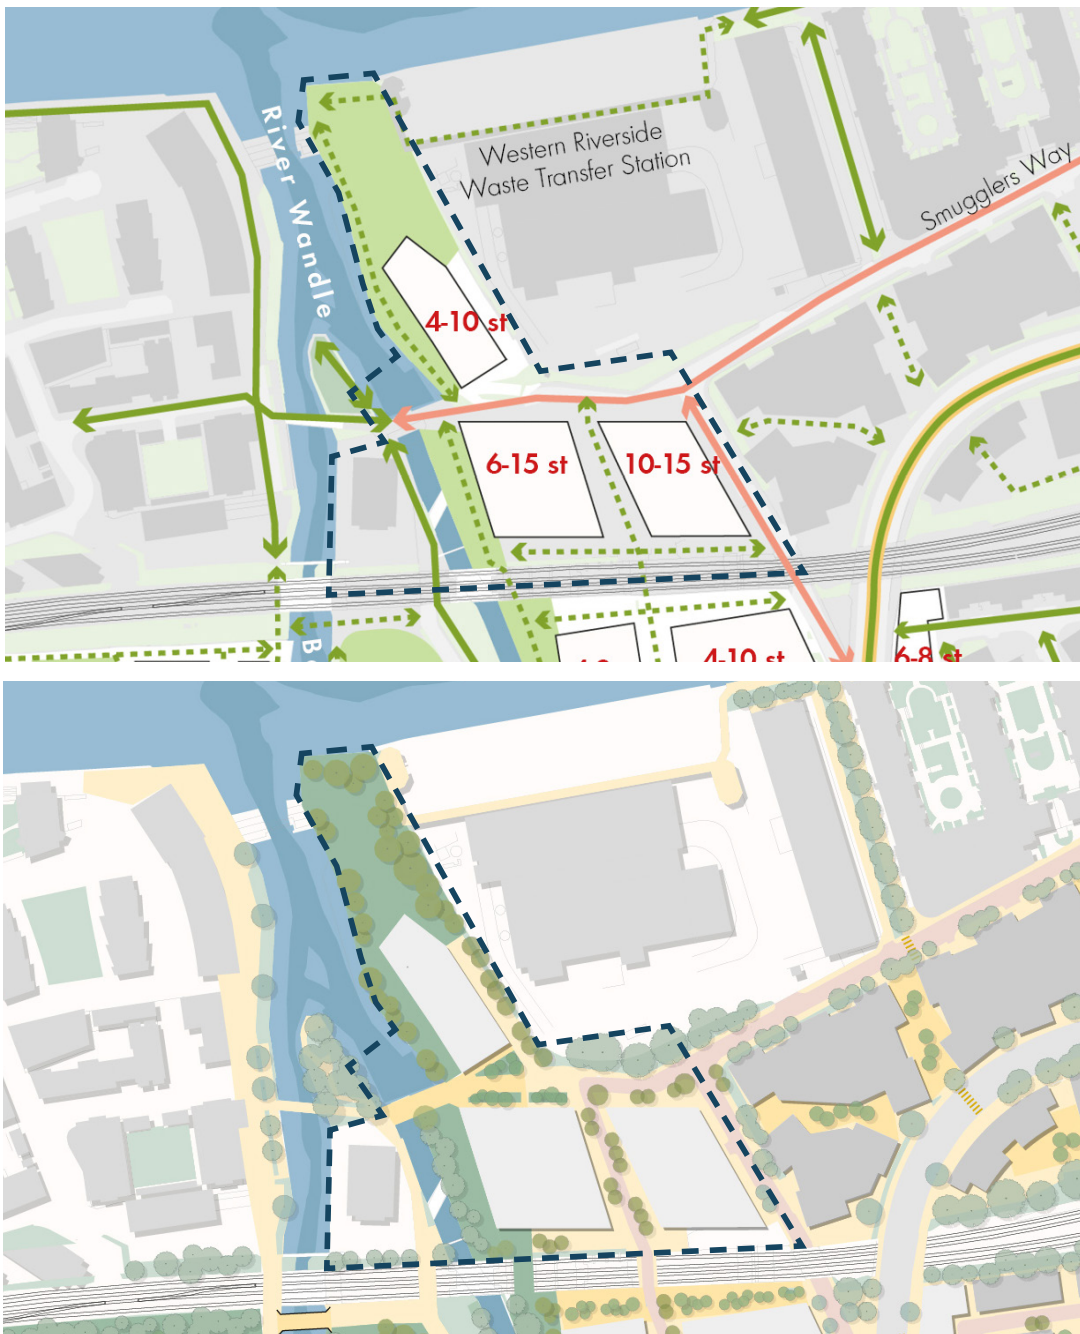 River Wandle
Western Riverside
Waste Transfer Station
Smugglers Way
4-10 st
6-15 st
10-15 st
4-10 st
6-8 st